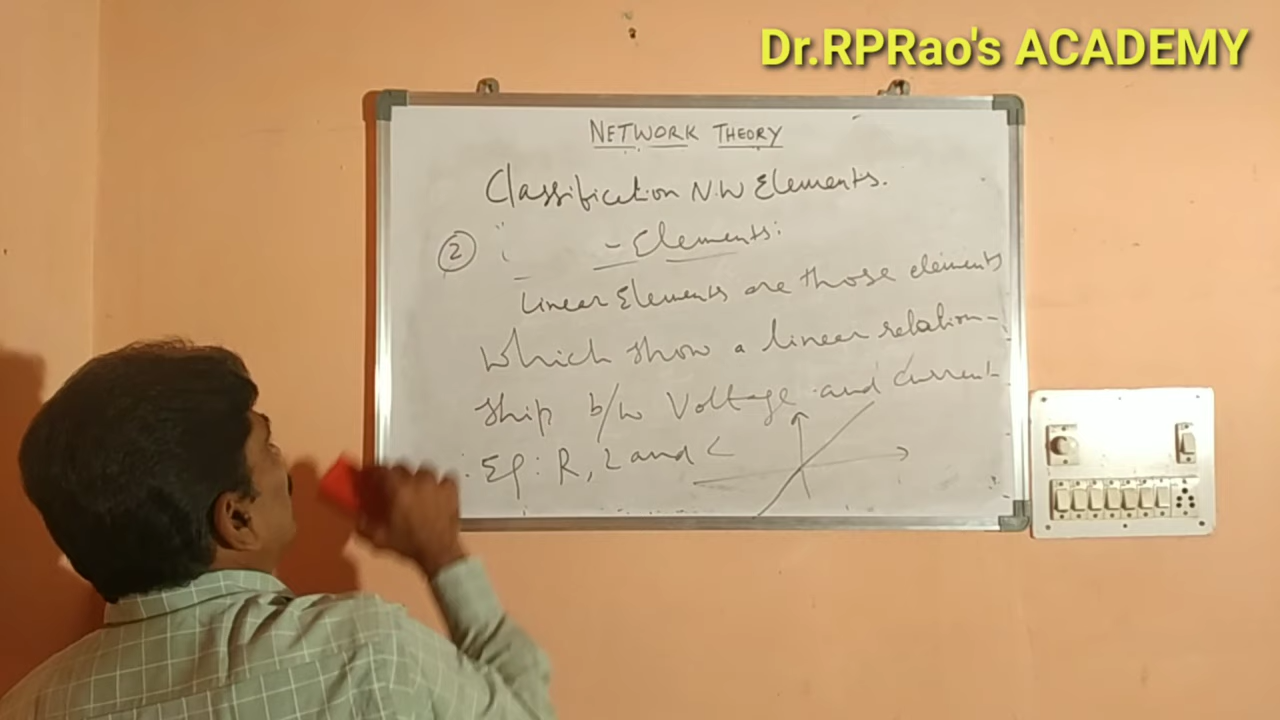 Dr.RPRao's ACADEMY
NETWORK THEORY
Classification N.W Elements.
② - Elements:
Linear Elements are those elements
which show a linear relation-
ship b/w Voltage and current
Eg: R, L and C